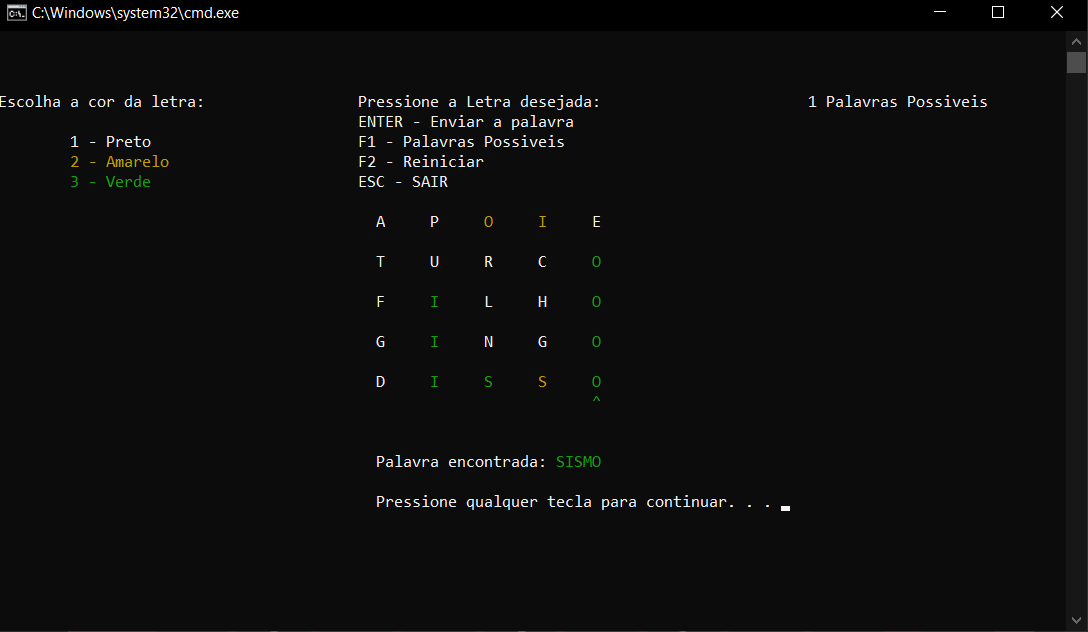 C:\Windows\system32\cmd.exe
Escolha a cor da letra: Pressione a Letra desejada: 1 Palavras Possiveis
ENTER - Enviar a palavra
1 - Preto F1 - Palavras Possiveis
2 - Amarelo F2 - Reiniciar
3 - Verde ESC - SAIR
A P O I E
T U R C O
F I L H O
G I N G O
D I S S O
^
Palavra encontrada: SISMO
Pressione qualquer tecla para continuar. . .